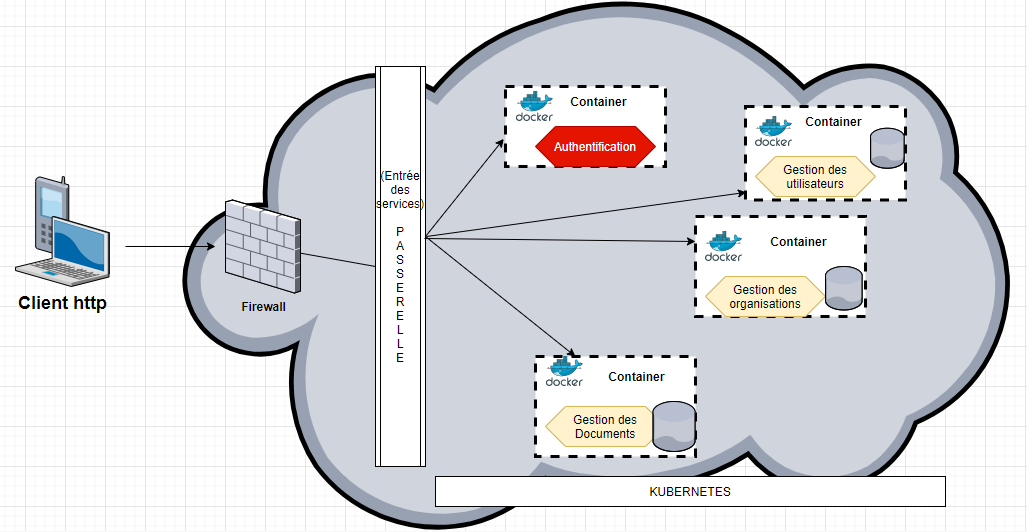 Client http
Firewall
(Entrée
des
services)
P
A
S
S
E
R
E
L
L
E
docker
Container
Authentification
docker
Container
Gestion des
utilisateurs
docker
Container
Gestion des
organisations
docker
Container
Gestion des
Documents
KUBERNETES